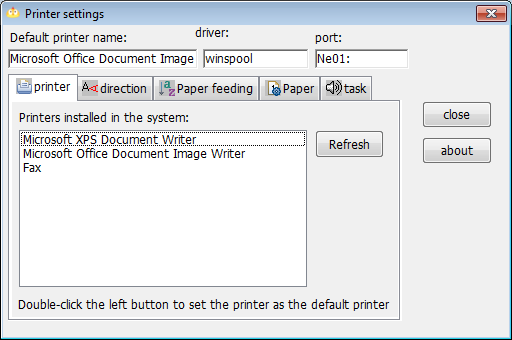 Printer settings
Default printer name:
driver:
port:
Microsoft Office Document Image
winspool
Ne01:
printer
direction
Paper feeding
Paper
task
Printers installed in the system:
Microsoft XPS Document Writer
Microsoft Office Document Image Writer
Fax
Refresh
close
about
Double-click the left button to set the printer as the default printer